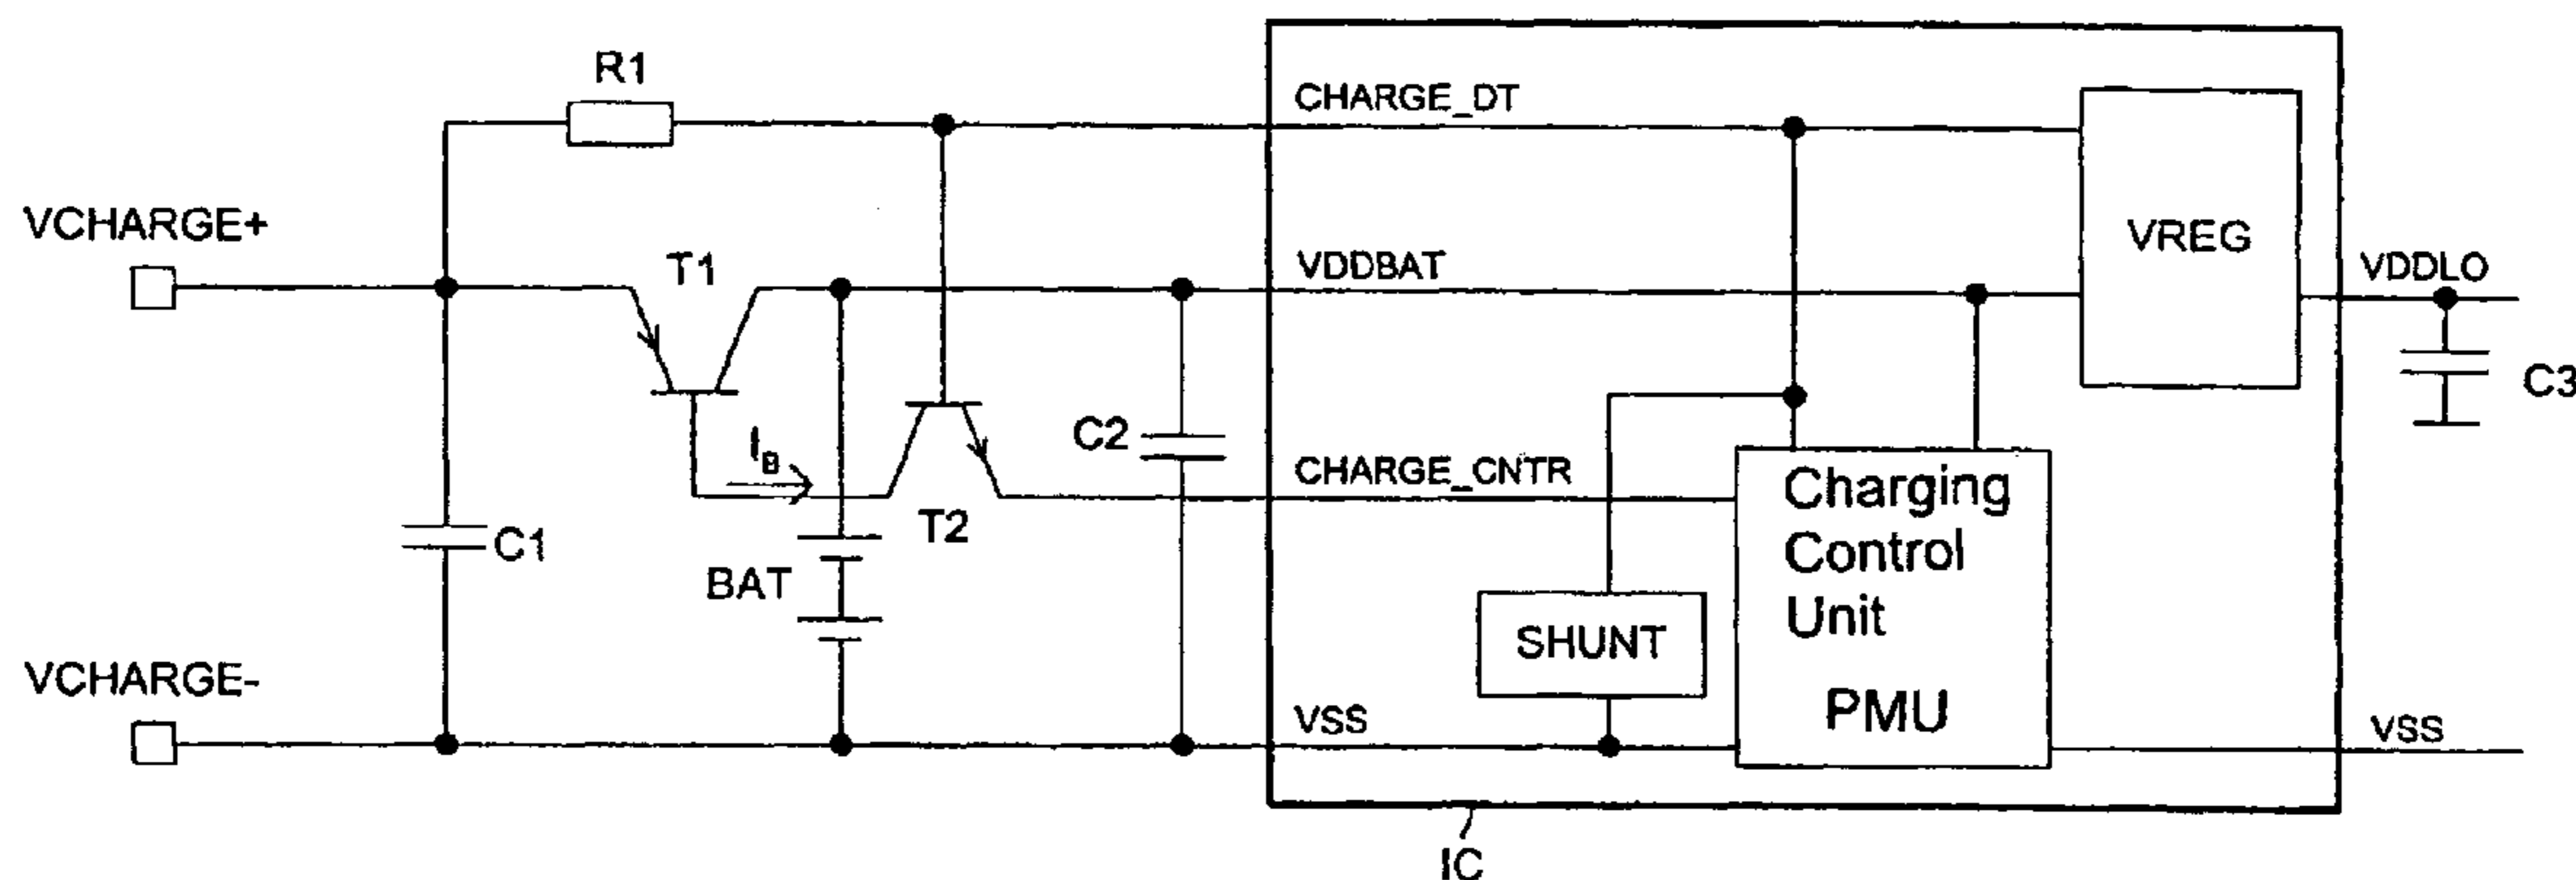 R1
CHARGE_DT
VCHARGE+
T1
VDDBAT
VREG
VDDLO
C3
IB
C2
CHARGE_CNTR
Charging
Control
Unit
PMU
T2
C1
BAT
SHUNT
VCHARGE-
VSS
VSS
IC